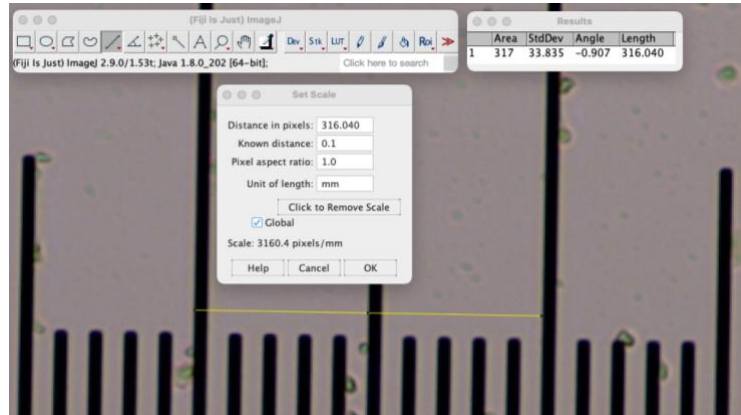 (Fiji Is Just) ImageJ
Dev Stk LUT Roi
(Fiji Is Just) ImageJ 2.9.0/1.53t; Java 1.8.0_202 [64-bit];
Click here to search
Results
Area StdDev Angle Length
1 317 33.835 −0.907 316.040
Set Scale
Distance in pixels: 316.040
Known distance: 0.1
Pixel aspect ratio: 1.0
Unit of length: mm
Click to Remove Scale
Global
Scale: 3160.4 pixels/mm
Help Cancel OK